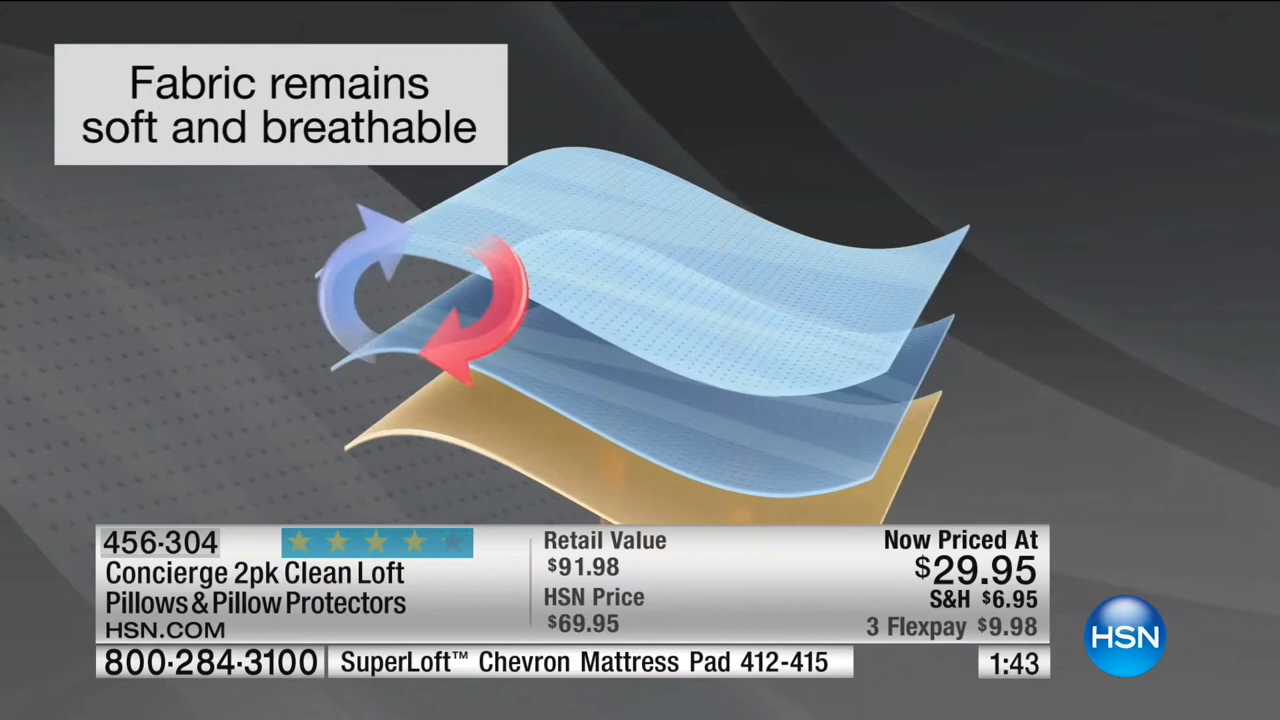 Fabric remains
soft and breathable
456-304
Concierge 2pk Clean Loft
Pillows & Pillow Protectors
HSN.COM
Retail Value
$91.98
HSN Price
$69.95
Now Priced At
$29.95
S&H $6.95
3 Flexpay $9.98
HSN
800-284-3100
SuperLoft™ Chevron Mattress Pad 412-415
1:43